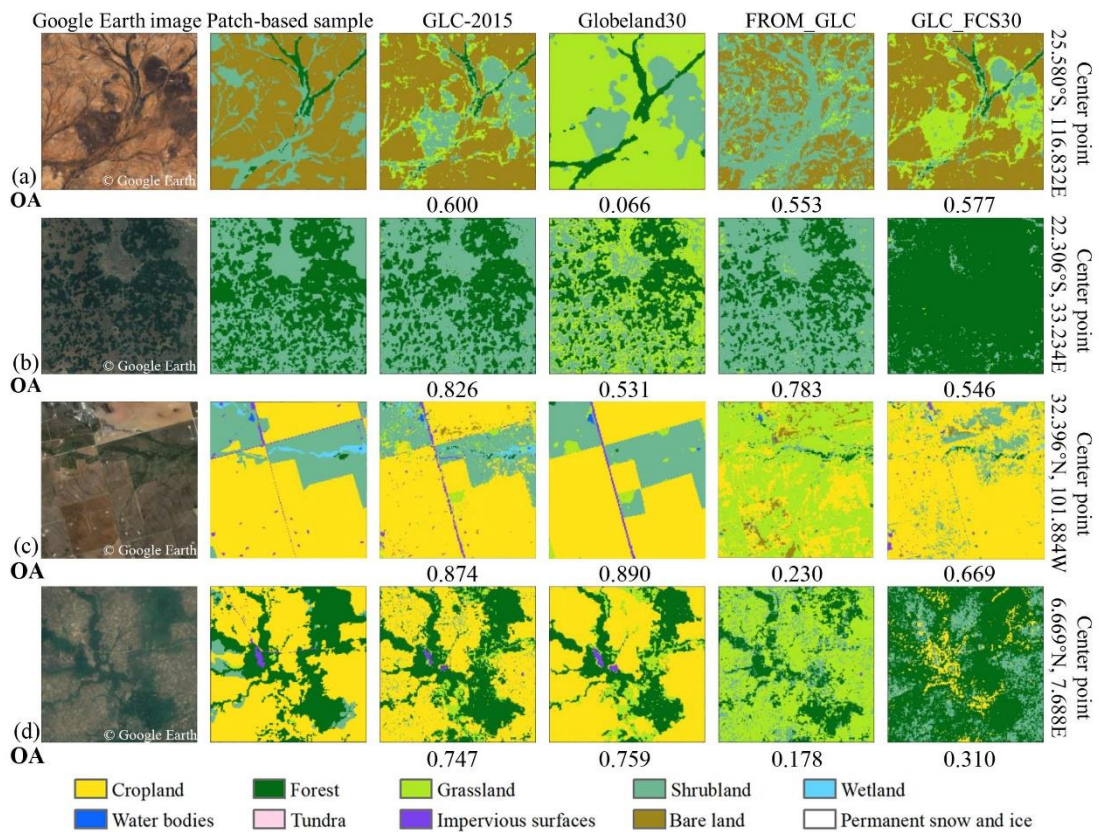 Google Earth image Patch-based sample GLC-2015 Globeland30 FROM_GLC GLC_FCS30
(a) © Google Earth
Center point
25.580°S, 116.832E
OA 0.600 0.066 0.553 0.577
(b) © Google Earth
Center point
22.306°S, 33.234E
OA 0.826 0.531 0.783 0.546
(c) © Google Earth
Center point
32.396°N, 101.884W
OA 0.874 0.890 0.230 0.669
(d) © Google Earth
Center point
6.669°N, 7.688E
OA 0.747 0.759 0.178 0.310
Cropland Forest Grassland Shrubland Wetland
Water bodies Tundra Impervious surfaces Bare land Permanent snow and ice